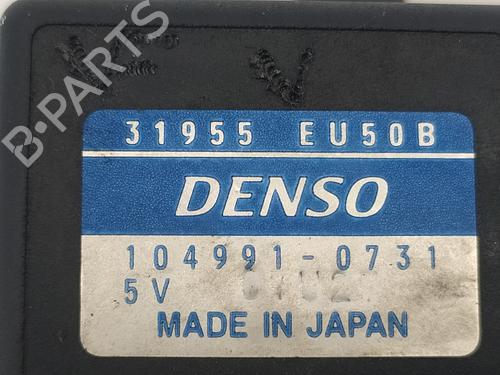 B-PARTS
31955 EU50B
DENSO
104991-0731
5V
MADE IN JAPAN